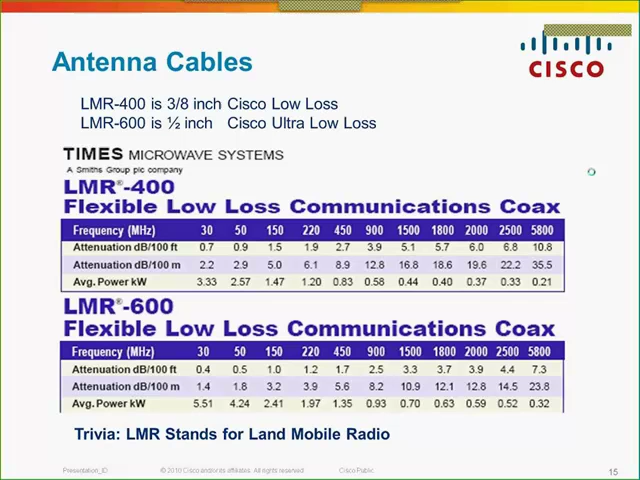 CISCO
Antenna Cables
LMR-400 is 3/8 inch Cisco Low Loss
LMR-600 is ½ inch Cisco Ultra Low Loss
TIMES MICROWAVE SYSTEMS
A Smiths Group plc company
LMR®-400
Flexible Low Loss Communications Coax
Frequency (MHz) 30 50 150 220 450 900 1500 1800 2000 2500 5800
Attenuation dB/100 ft 0.7 0.9 1.5 1.9 2.7 3.9 5.1 5.7 6.0 6.8 10.8
Attenuation dB/100 m 2.2 2.9 5.0 6.1 8.9 12.8 16.8 18.6 19.6 22.2 35.5
Avg. Power kW 3.33 2.57 1.47 1.20 0.83 0.58 0.44 0.40 0.37 0.33 0.21
LMR®-600
Flexible Low Loss Communications Coax
Frequency (MHz) 30 50 150 220 450 900 1500 1800 2000 2500 5800
Attenuation dB/100 ft 0.4 0.5 1.0 1.2 1.7 2.5 3.3 3.7 3.9 4.4 7.3
Attenuation dB/100 m 1.4 1.8 3.2 3.9 5.6 8.2 10.9 12.1 12.8 14.5 23.8
Avg. Power kW 5.51 4.24 2.41 1.97 1.35 0.93 0.70 0.63 0.59 0.52 0.32
Trivia: LMR Stands for Land Mobile Radio
Presentation_ID © 2010 Cisco and/or its affiliates. All rights reserved. Cisco Public 15